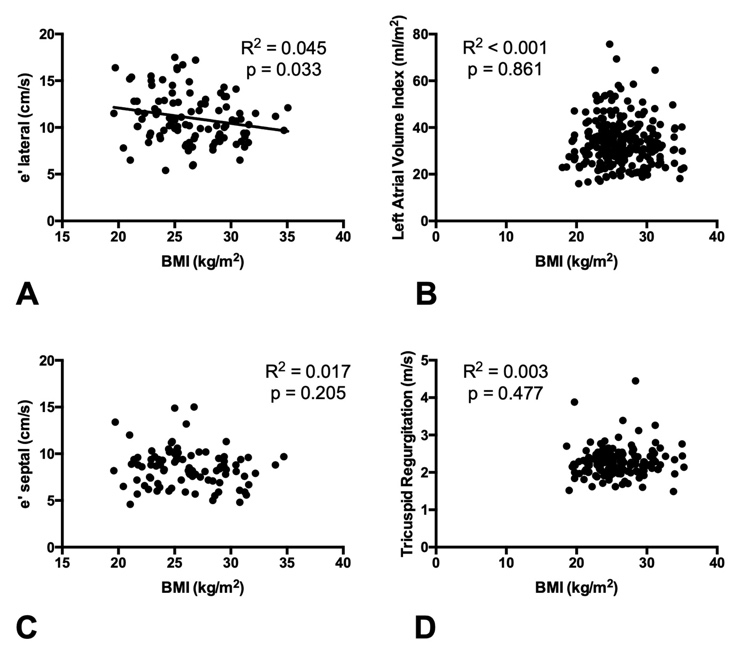 R² = 0.045
p = 0.033
e' lateral (cm/s)
20
15
10
5
0
15 20 25 30 35 40
BMI (kg/m²)
A
R² < 0.001
p = 0.861
Left Atrial Volume Index (ml/m²)
80
60
40
20
0
0 10 20 30 40
BMI (kg/m²)
B
R² = 0.017
p = 0.205
e' septal (cm/s)
20
15
10
5
0
15 20 25 30 35 40
BMI (kg/m²)
C
R² = 0.003
p = 0.477
Tricuspid Regurgitation (m/s)
5
4
3
2
1
0
0 10 20 30 40
BMI (kg/m²)
D